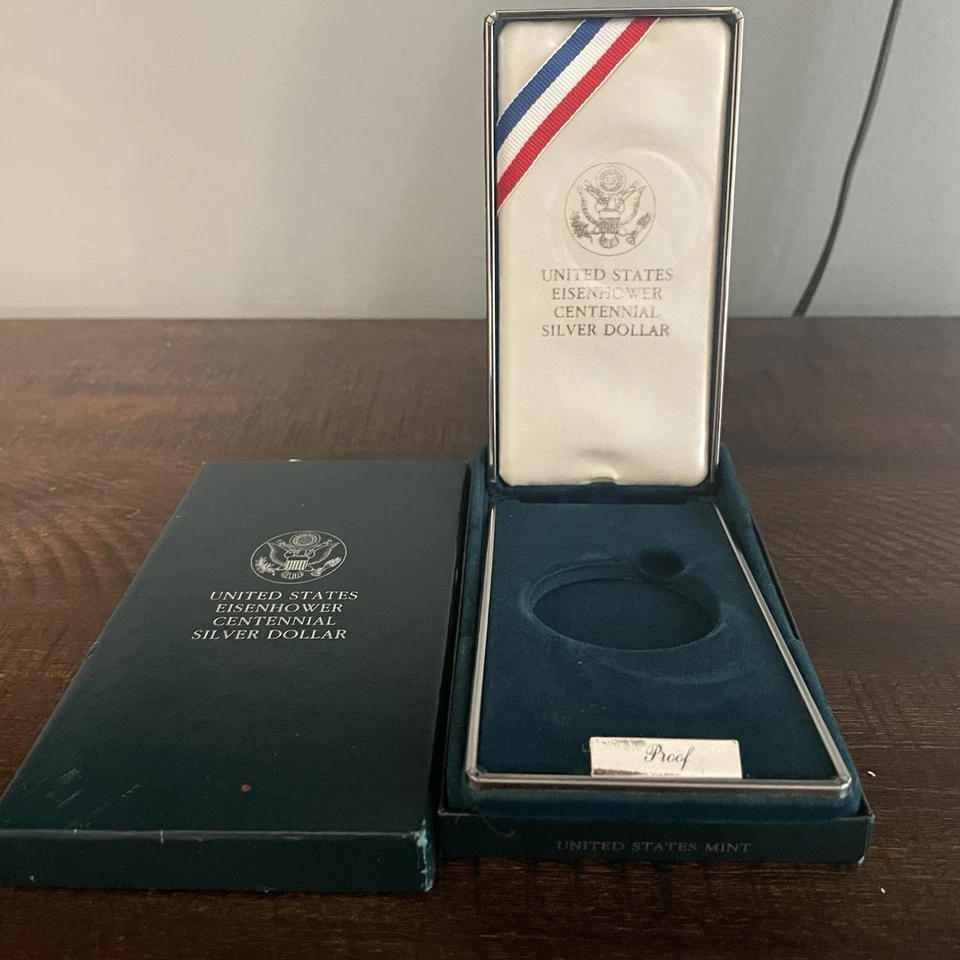 UNITED STATES
EISENHOWER
CENTENNIAL
SILVER DOLLAR
UNITED STATES
EISENHOWER
CENTENNIAL
SILVER DOLLAR
Proof
UNITED STATES MINT